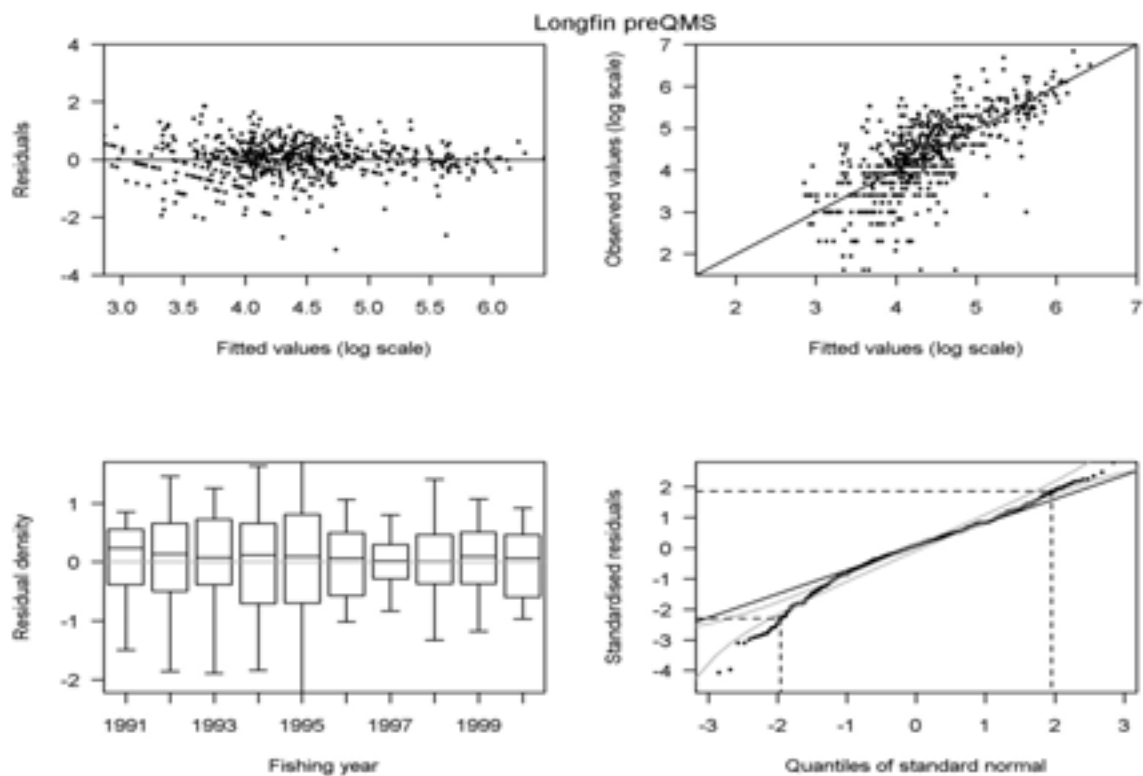 Longfin preQMS
Residuals
4
2
0
-2
-4
3.0 3.5 4.0 4.5 5.0 5.5 6.0
Fitted values (log scale)
Observed values (log scale)
7
6
5
4
3
2
2 3 4 5 6 7
Fitted values (log scale)
Residual density
1
0
-1
-2
1991 1993 1995 1997 1999
Fishing year
Standardised residuals
2
1
0
-1
-2
-3
-4
-3 -2 -1 0 1 2 3
Quantiles of standard normal